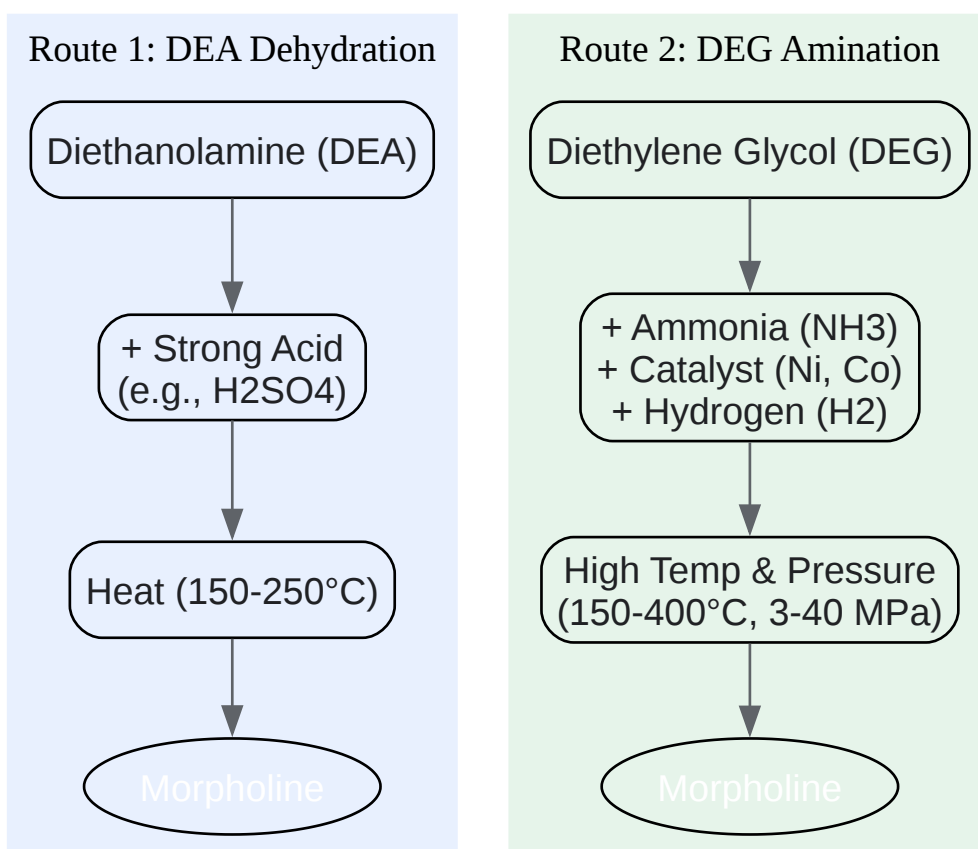 Route 1: DEA Dehydration
Diethanolamine (DEA)
+ Strong Acid
(e.g., H2SO4)
Heat (150-250°C)
Morpholine
Route 2: DEG Amination
Diethylene Glycol (DEG)
+ Ammonia (NH3)
+ Catalyst (Ni, Co)
+ Hydrogen (H2)
High Temp & Pressure
(150-400°C, 3-40 MPa)
Morpholine